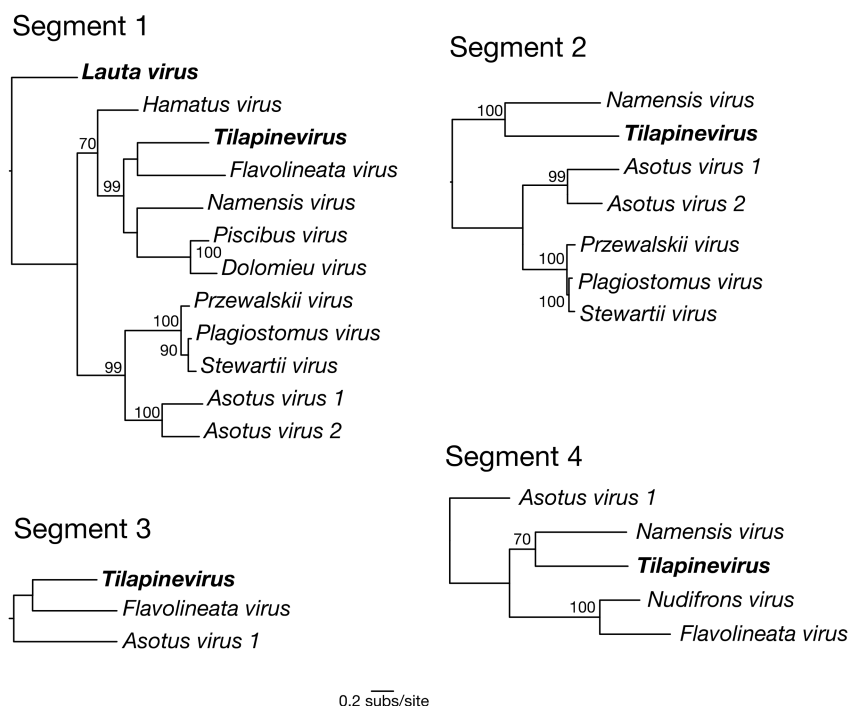 Segment 1
Lauta virus
Hamatus virus
70
Tilapinevirus
Flavolineata virus
99
Namensis virus
Piscibus virus
100
Dolomieu virus
Przewalskii virus
100
Plagiostomus virus
90
Stewartii virus
99
Asotus virus 1
100
Asotus virus 2
Segment 2
Namensis virus
100
Tilapinevirus
Asotus virus 1
99
Asotus virus 2
Przewalskii virus
100
Plagiostomus virus
100
Stewartii virus
Segment 3
Tilapinevirus
Flavolineata virus
Asotus virus 1
Segment 4
Asotus virus 1
Namensis virus
70
Tilapinevirus
Nudifrons virus
100
Flavolineata virus
0.2 subs/site